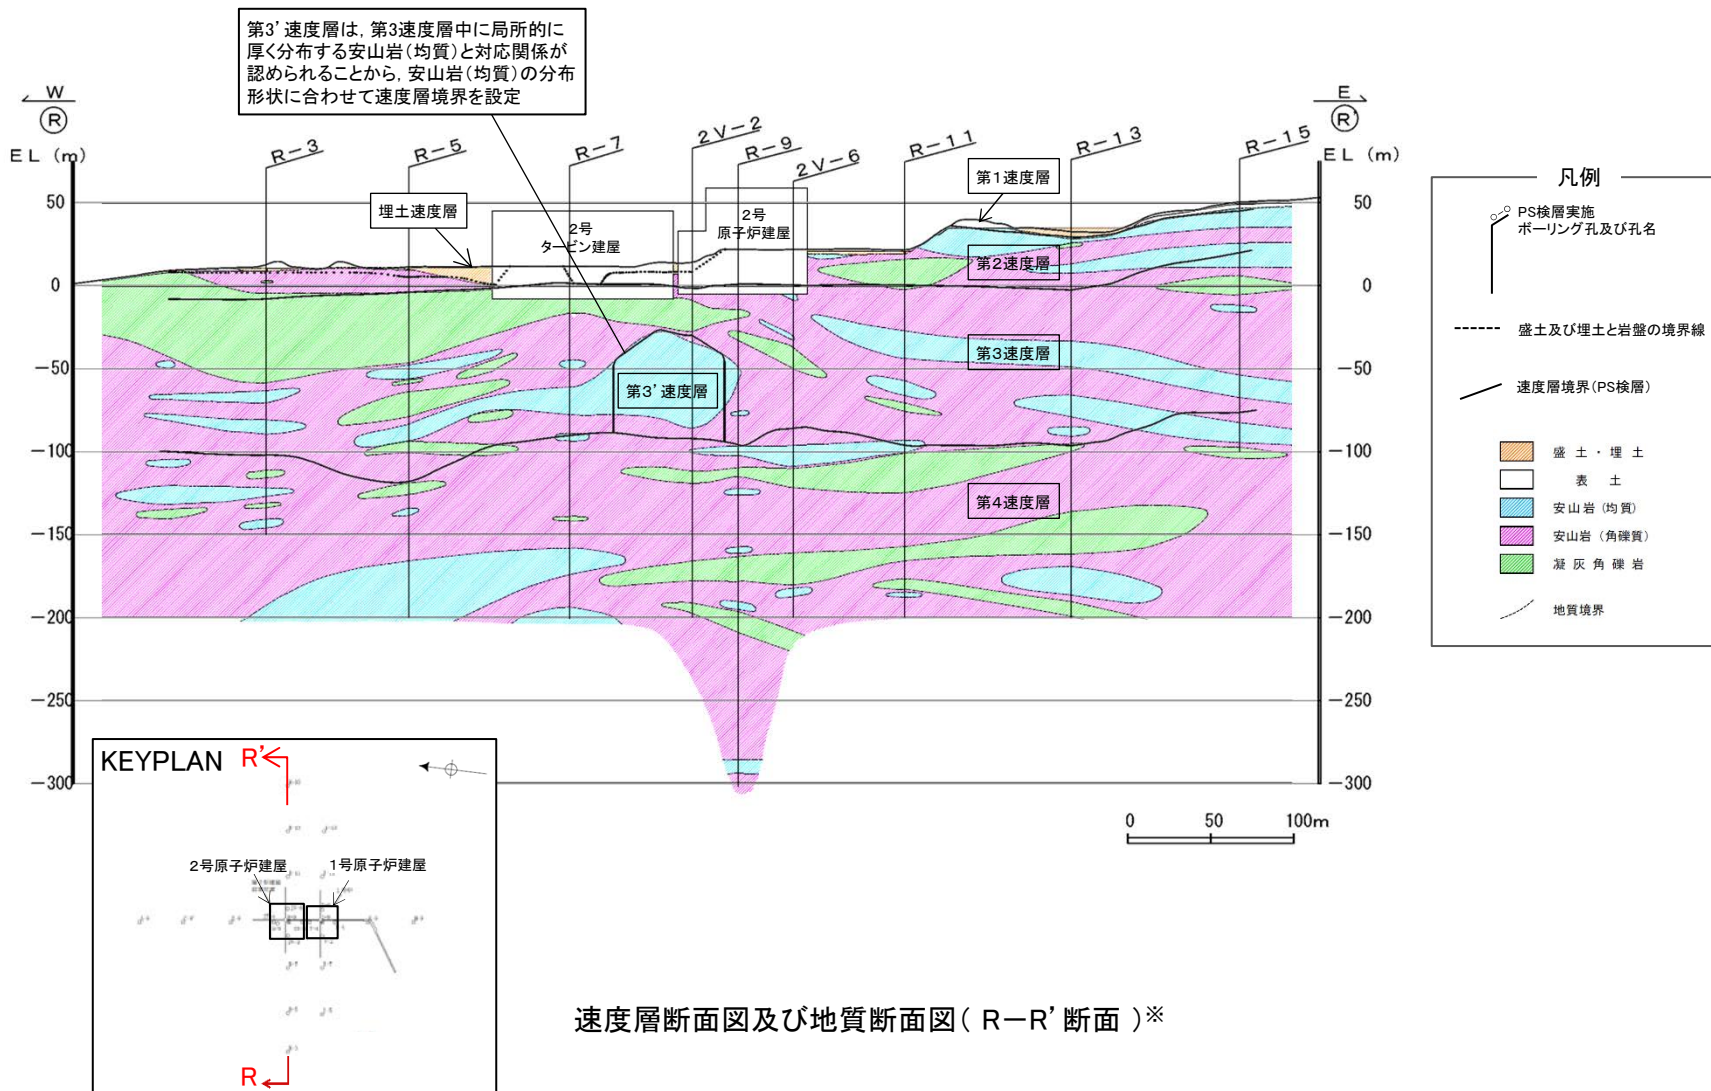 第3’速度層は，第3速度層中に局所的に
厚く分布する安山岩(均質)と対応関係が
認められることから，安山岩(均質)の分布
形状に合わせて速度層境界を設定
W
R
E
R’
EL (m)
EL (m)
R-3
R-5
R-7
2V-2
R-9
2V-6
R-11
R-13
R-15
50
0
-50
-100
-150
-200
-250
-300
50
0
-50
-100
-150
-200
-250
-300
埋土速度層
2号
タービン建屋
2号
原子炉建屋
第1速度層
第2速度層
第3速度層
第3’速度層
第4速度層
凡例
PS検層実施
ボーリング孔及び孔名
盛土及び埋土と岩盤の境界線
速度層境界(PS検層)
盛土・埋土
表土
安山岩(均質)
安山岩(角礫質)
凝灰角礫岩
地質境界
0 50 100m
KEYPLAN
R’
2号原子炉建屋
1号原子炉建屋
R
速度層断面図及び地質断面図( R-R’断面 )※